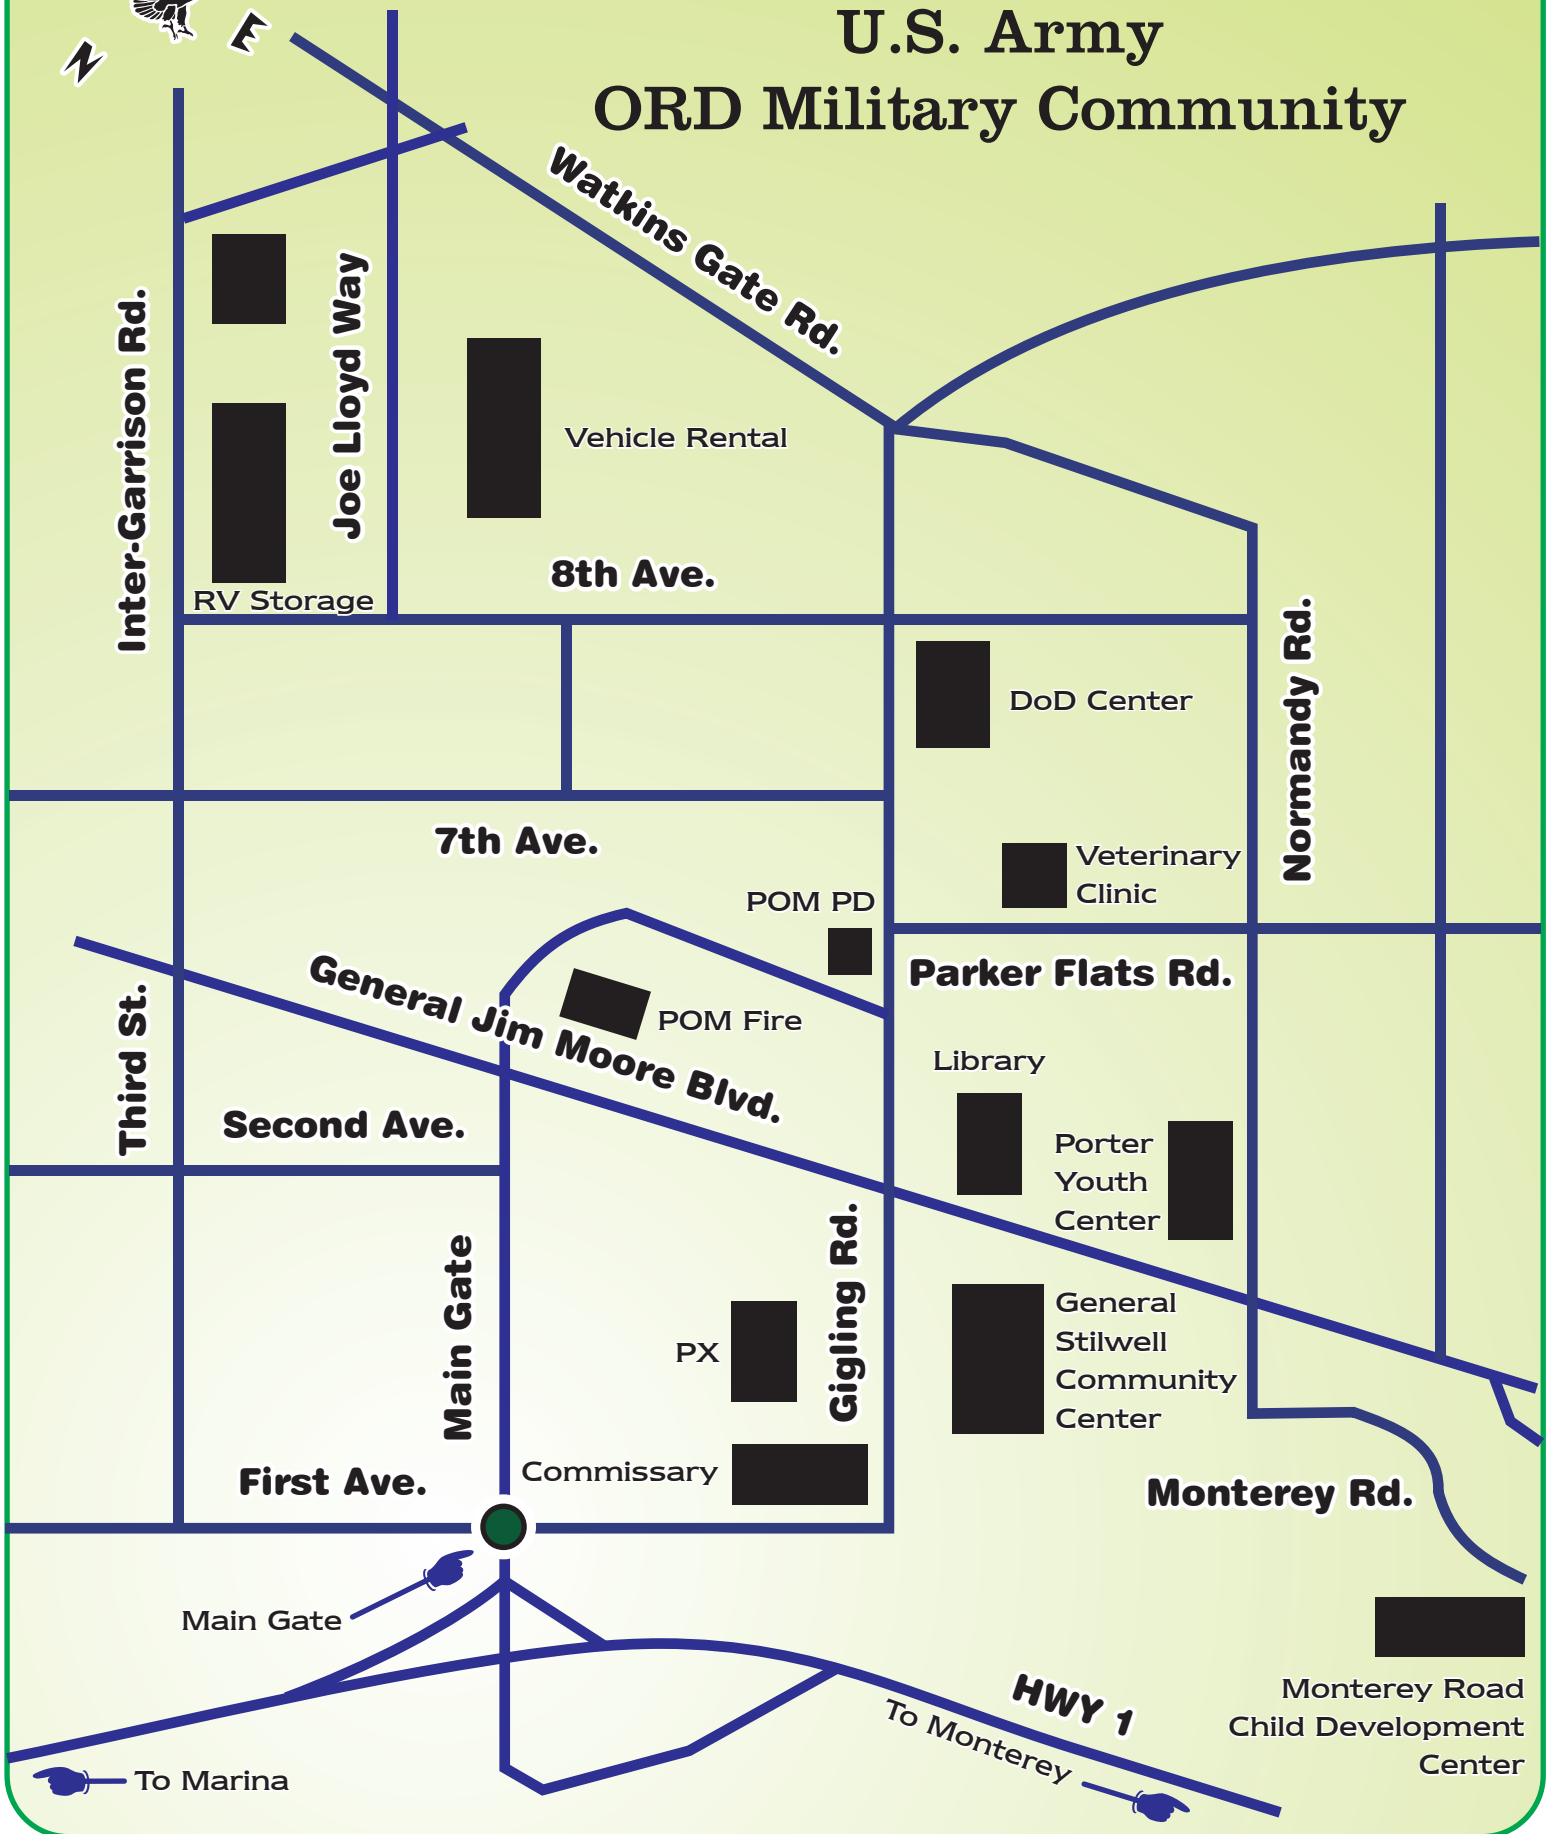 U.S. Army
ORD Military Community
N
E
Watkins Gate Rd.
Inter-Garrison Rd.
Joe Lloyd Way
Vehicle Rental
8th Ave.
RV Storage
DoD Center
Normandy Rd.
7th Ave.
Veterinary
Clinic
POM PD
Parker Flats Rd.
General Jim Moore Blvd.
POM Fire
Third St.
Library
Second Ave.
Porter
Youth
Center
Main Gate
Gigling Rd.
PX
General
Stilwell
Community
Center
First Ave.
Commissary
Monterey Rd.
Main Gate
HWY 1
To Monterey
Monterey Road
Child Development
Center
To Marina